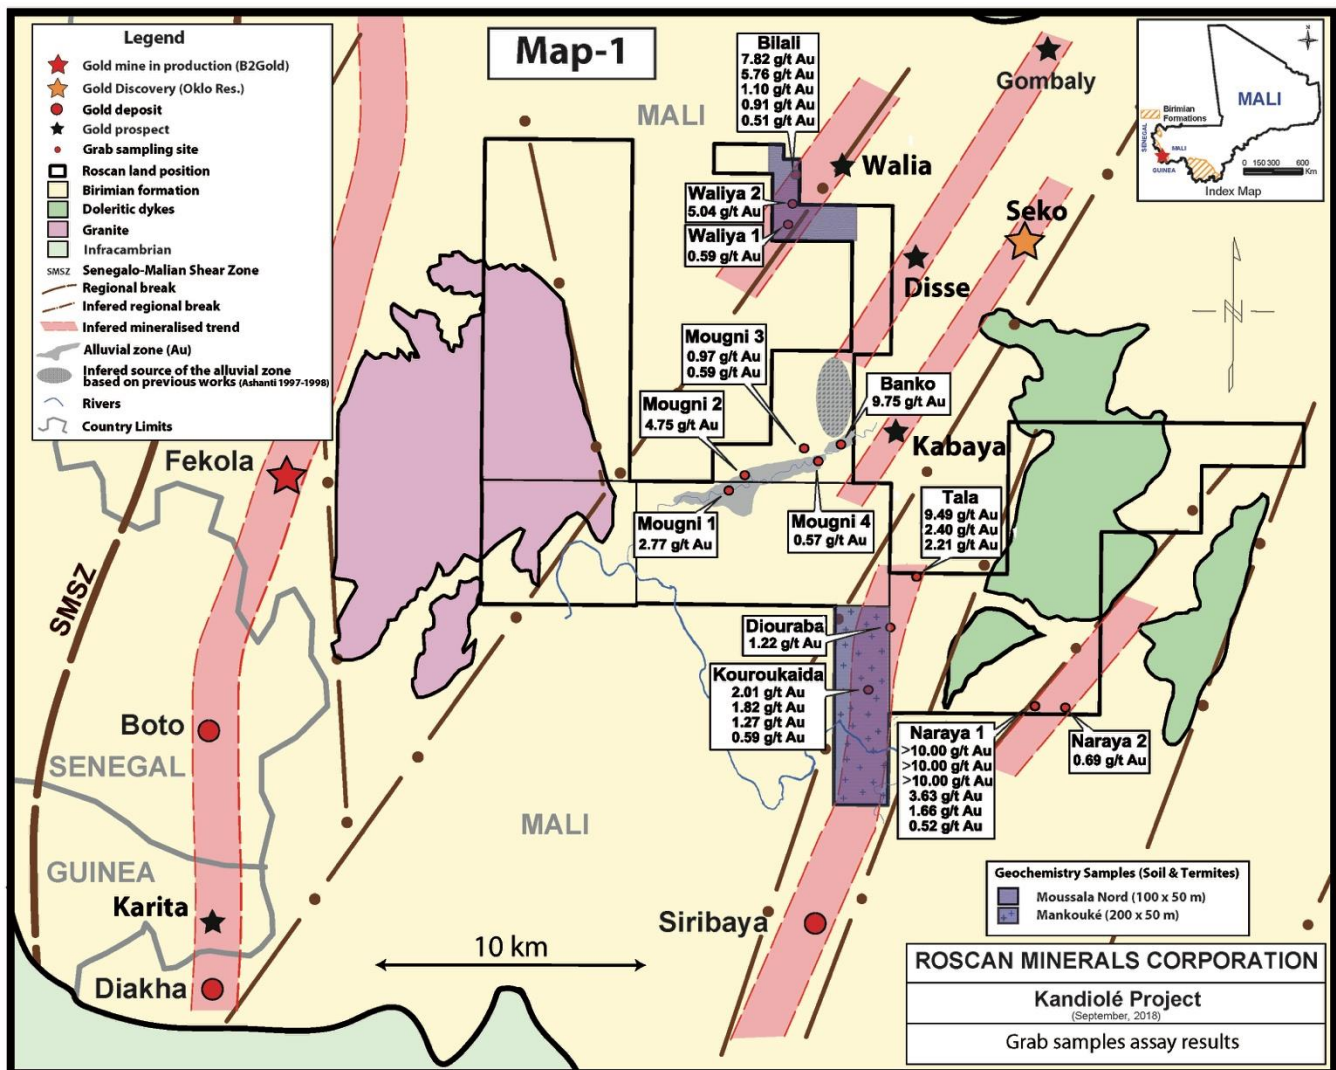 Legend
Gold mine in production (B2Gold)
Gold Discovery (Oklo Res.)
Gold deposit
Gold prospect
Grab sampling site
Roscan land position
Birimian formation
Doleritic dykes
Granite
Infracambrian
SMSZ Senegalo-Malian Shear Zone
Regional break
Infered regional break
Infered mineralised trend
Alluvial zone (Au)
Infered source of the alluvial zone
based on previous works (Ashanti 1997-1998)
Rivers
Country Limits
Map-1
MALI
Bilali
7.82 g/t Au
5.76 g/t Au
1.10 g/t Au
0.91 g/t Au
0.51 g/t Au
Gombaly
MALI
Birimian
Formations
SENEGAL
MALI
GUINEA
0 150 300 600
Km
Index Map
Walia
Waliya 2
5.04 g/t Au
Waliya 1
0.59 g/t Au
Seko
Disse
N
Mougni 3
0.97 g/t Au
0.59 g/t Au
Banko
9.75 g/t Au
Mougni 2
4.75 g/t Au
Kabaya
Fekola
Mougni 1
2.77 g/t Au
Mougni 4
0.57 g/t Au
Tala
9.49 g/t Au
2.40 g/t Au
2.21 g/t Au
SMSZ
Diouraba
1.22 g/t Au
Kouroukaida
2.01 g/t Au
1.82 g/t Au
1.27 g/t Au
0.59 g/t Au
Boto
SENEGAL
Naraya 1
>10.00 g/t Au
>10.00 g/t Au
>10.00 g/t Au
3.63 g/t Au
1.66 g/t Au
0.52 g/t Au
Naraya 2
0.69 g/t Au
MALI
GUINEA
Karita
Siribaya
Diakha
10 km
Geochemistry Samples (Soil & Termites)
Moussala Nord (100 x 50 m)
Mankouké (200 x 50 m)
ROSCAN MINERALS CORPORATION
Kandiolé Project
(September, 2018)
Grab samples assay results